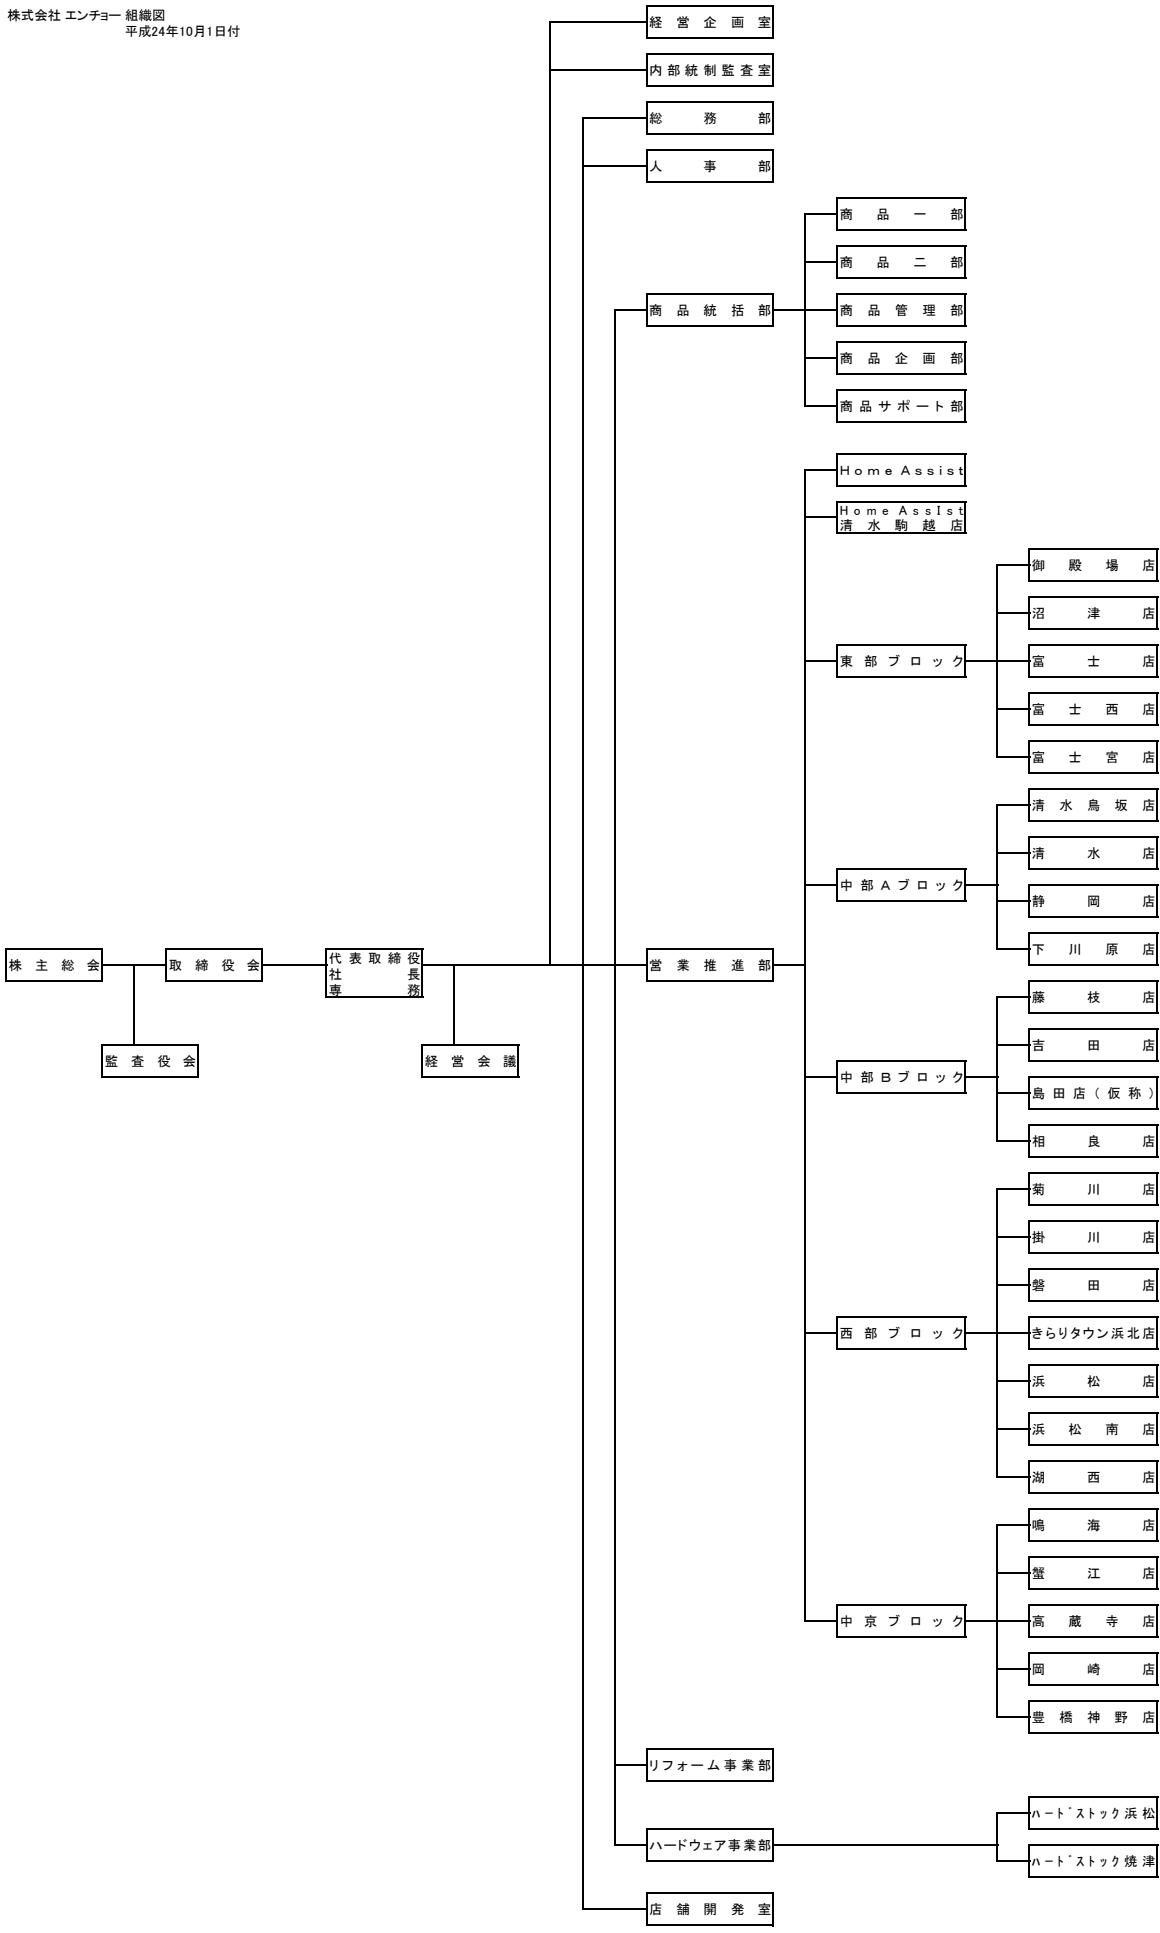 株式会社 エンチョー 組織図
平成24年10月1日付
経営企画室
内部統制監査室
総務部
人事部
商品一部
商品二部
商品統括部
商品管理部
商品企画部
商品サポート部
Home Assist
Home AssIst
清水駒越店
御殿場店
沼津店
東部ブロック
富士店
富士西店
富士宮店
清水鳥坂店
清水店
中部Aブロック
静岡店
下川原店
株主総会
取締役会
代表取締役
社長
専務
営業推進部
監査役会
経営会議
藤枝店
吉田店
中部Bブロック
島田店(仮称)
相良店
菊川店
掛川店
磐田店
西部ブロック
きらりタウン浜北店
浜松店
浜松南店
湖西店
鳴海店
蟹江店
中京ブロック
高蔵寺店
岡崎店
豊橋神野店
リフォーム事業部
ハードウェア事業部
ハードストック浜松
ハードストック焼津
店舗開発室